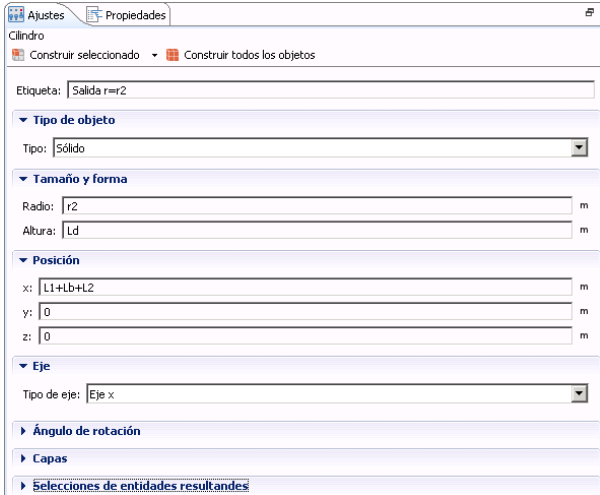 Ajustes Propiedades
Cilindro
Construir seleccionado Construir todos los objetos
Etiqueta: Salida r=r2
Tipo de objeto
Tipo: Sólido
Tamaño y forma
Radio: r2 m
Altura: Ld m
Posición
x: L1+Lb+L2 m
y: 0 m
z: 0 m
Eje
Tipo de eje: Eje x
Ángulo de rotación
Capas
Selecciones de entidades resultandes